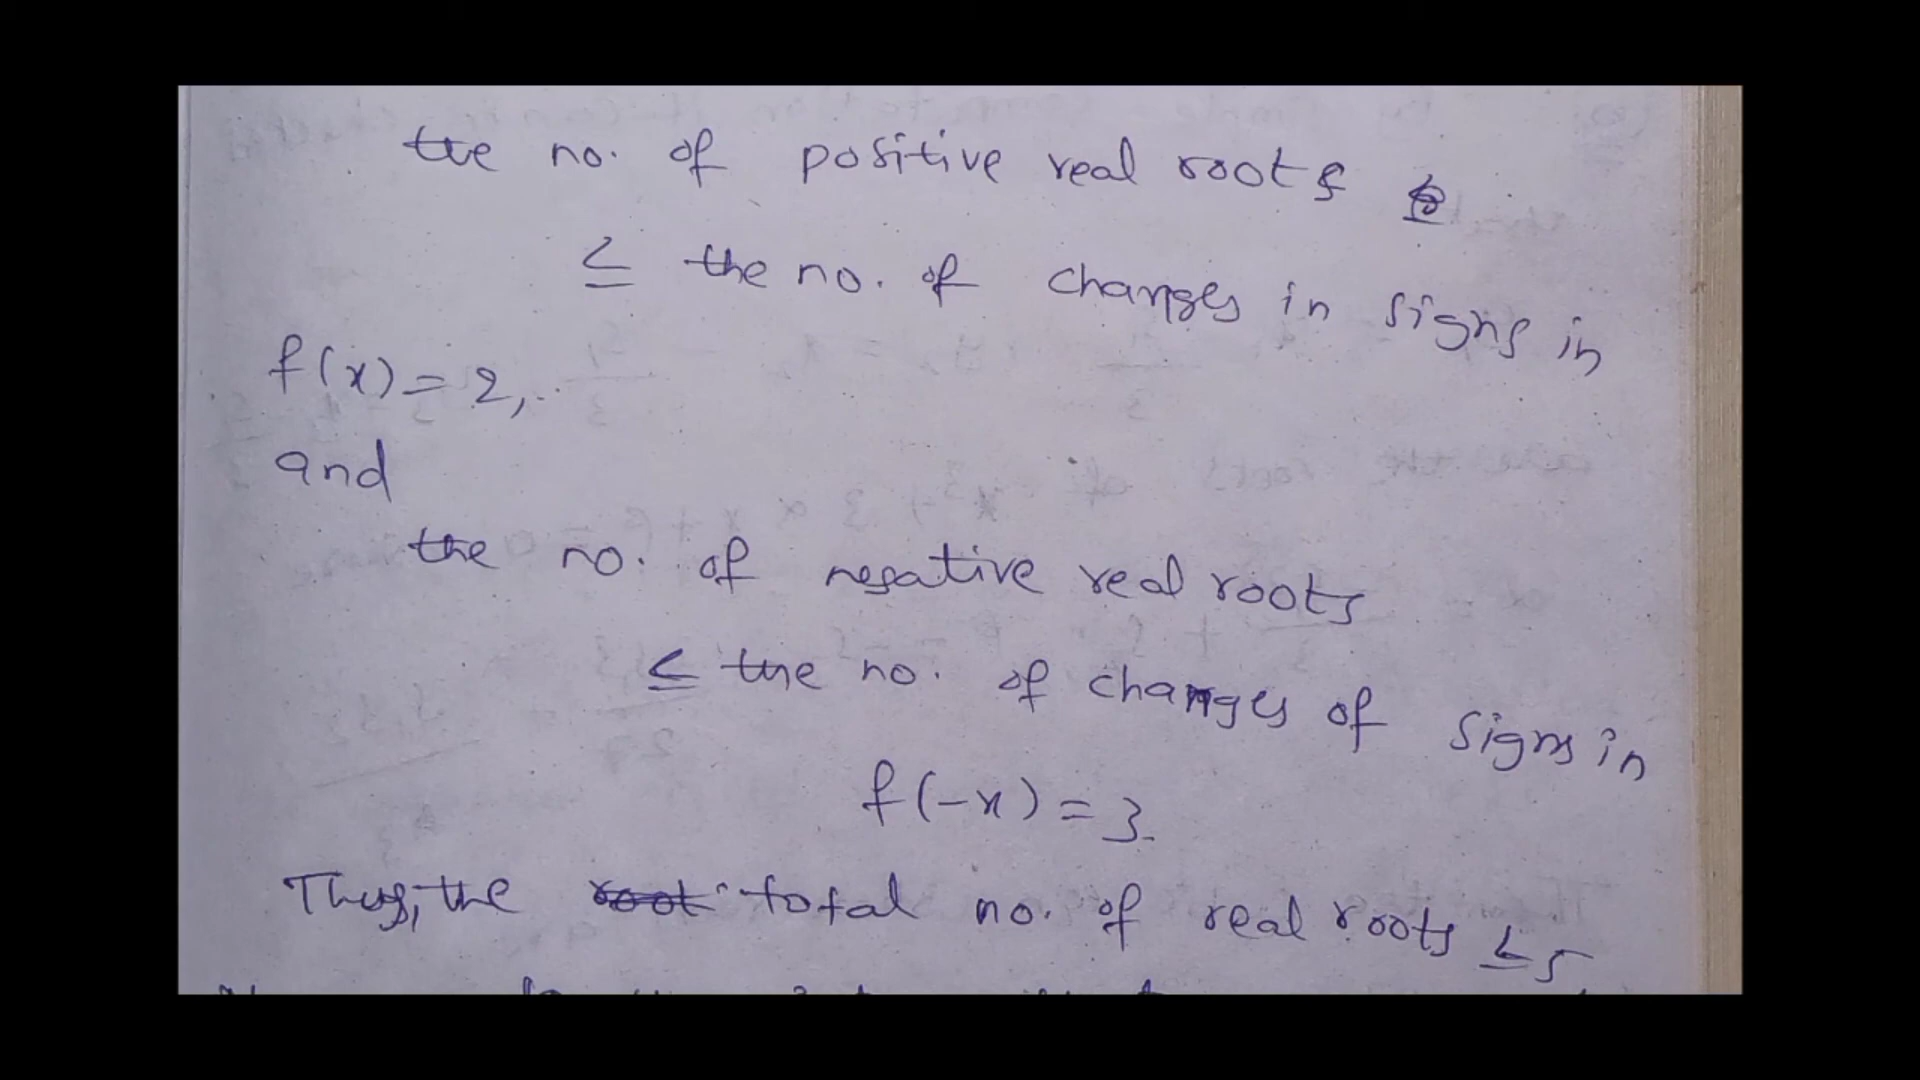 the no. of positive real roots
≤ the no. of changes in signs in
f(x) = 2,
and
the no. of negative real roots
≤ the no. of changes of signs in
f(-x) = 3.
Thus, the total no. of real roots ≤ 5